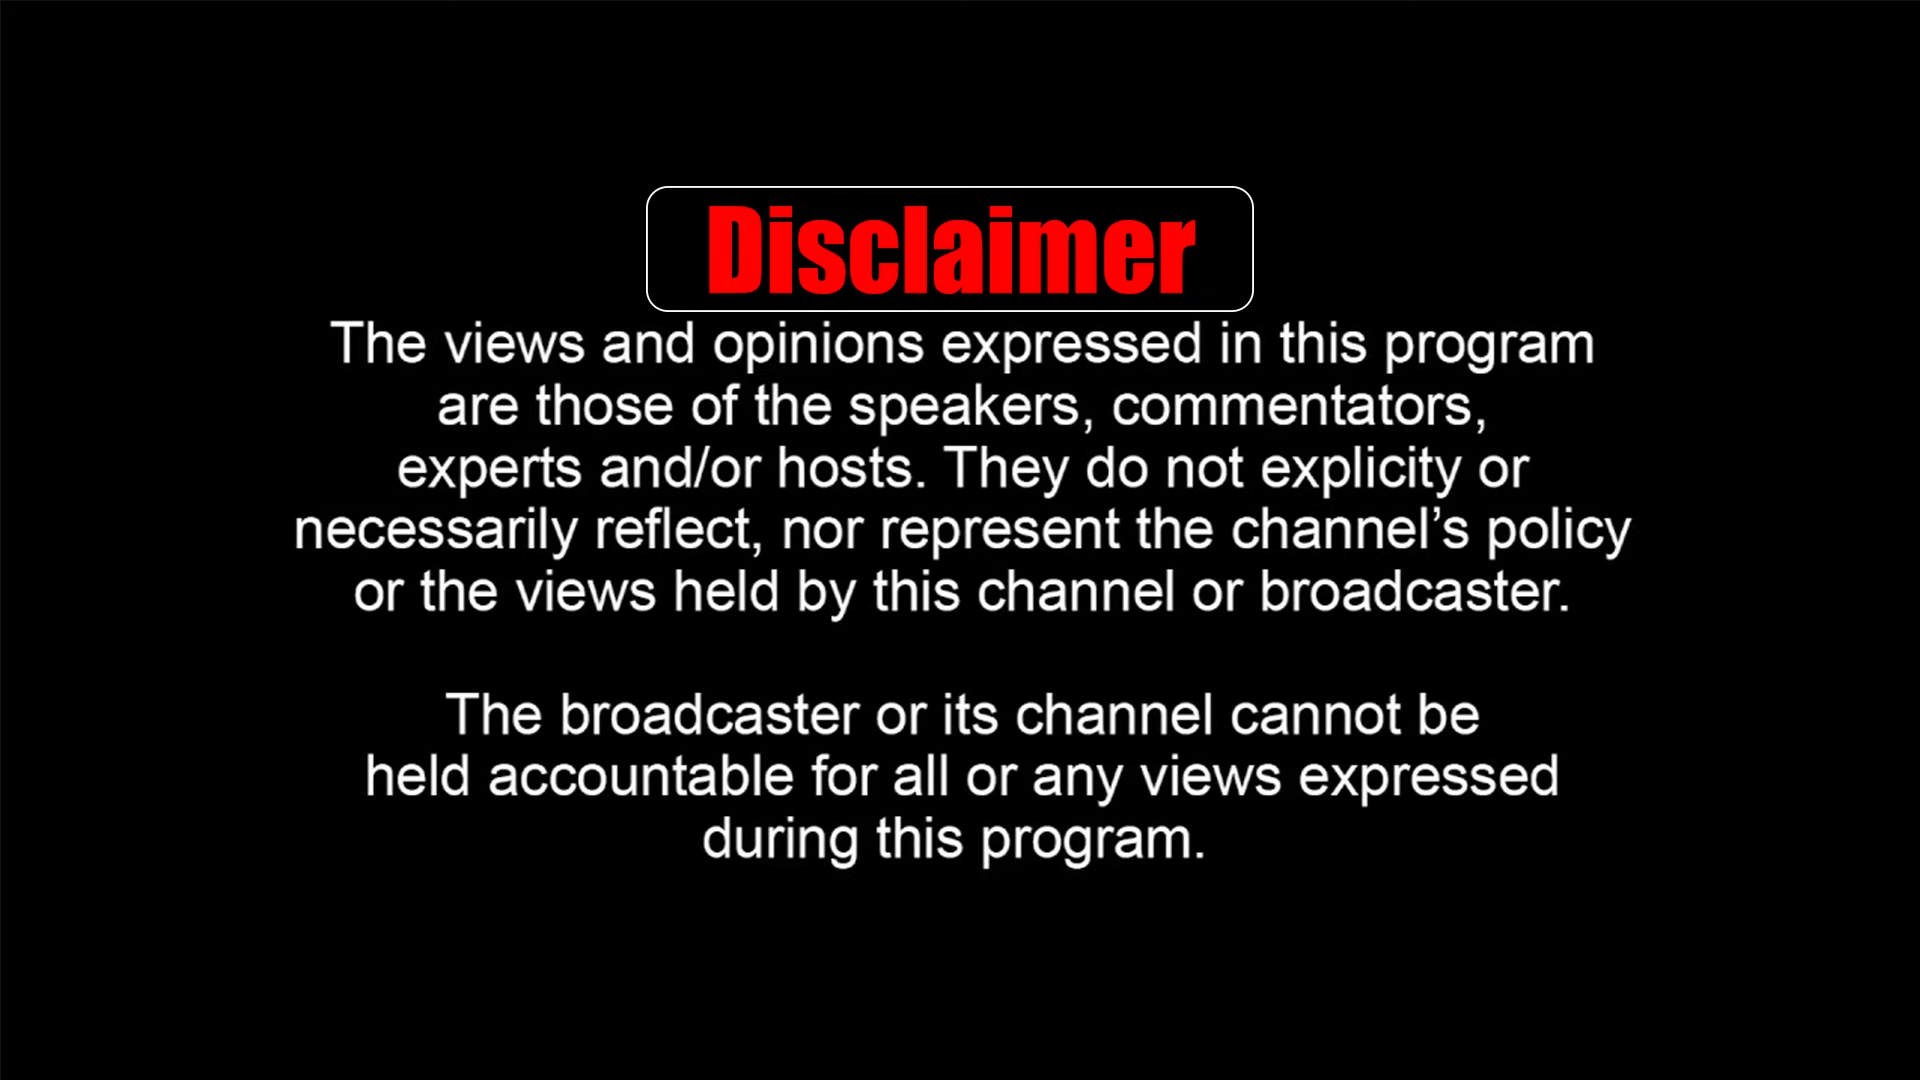 Disclaimer
The views and opinions expressed in this program
are those of the speakers, commentators,
experts and/or hosts. They do not explicity or
necessarily reflect, nor represent the channel’s policy
or the views held by this channel or broadcaster.
The broadcaster or its channel cannot be
held accountable for all or any views expressed
during this program.